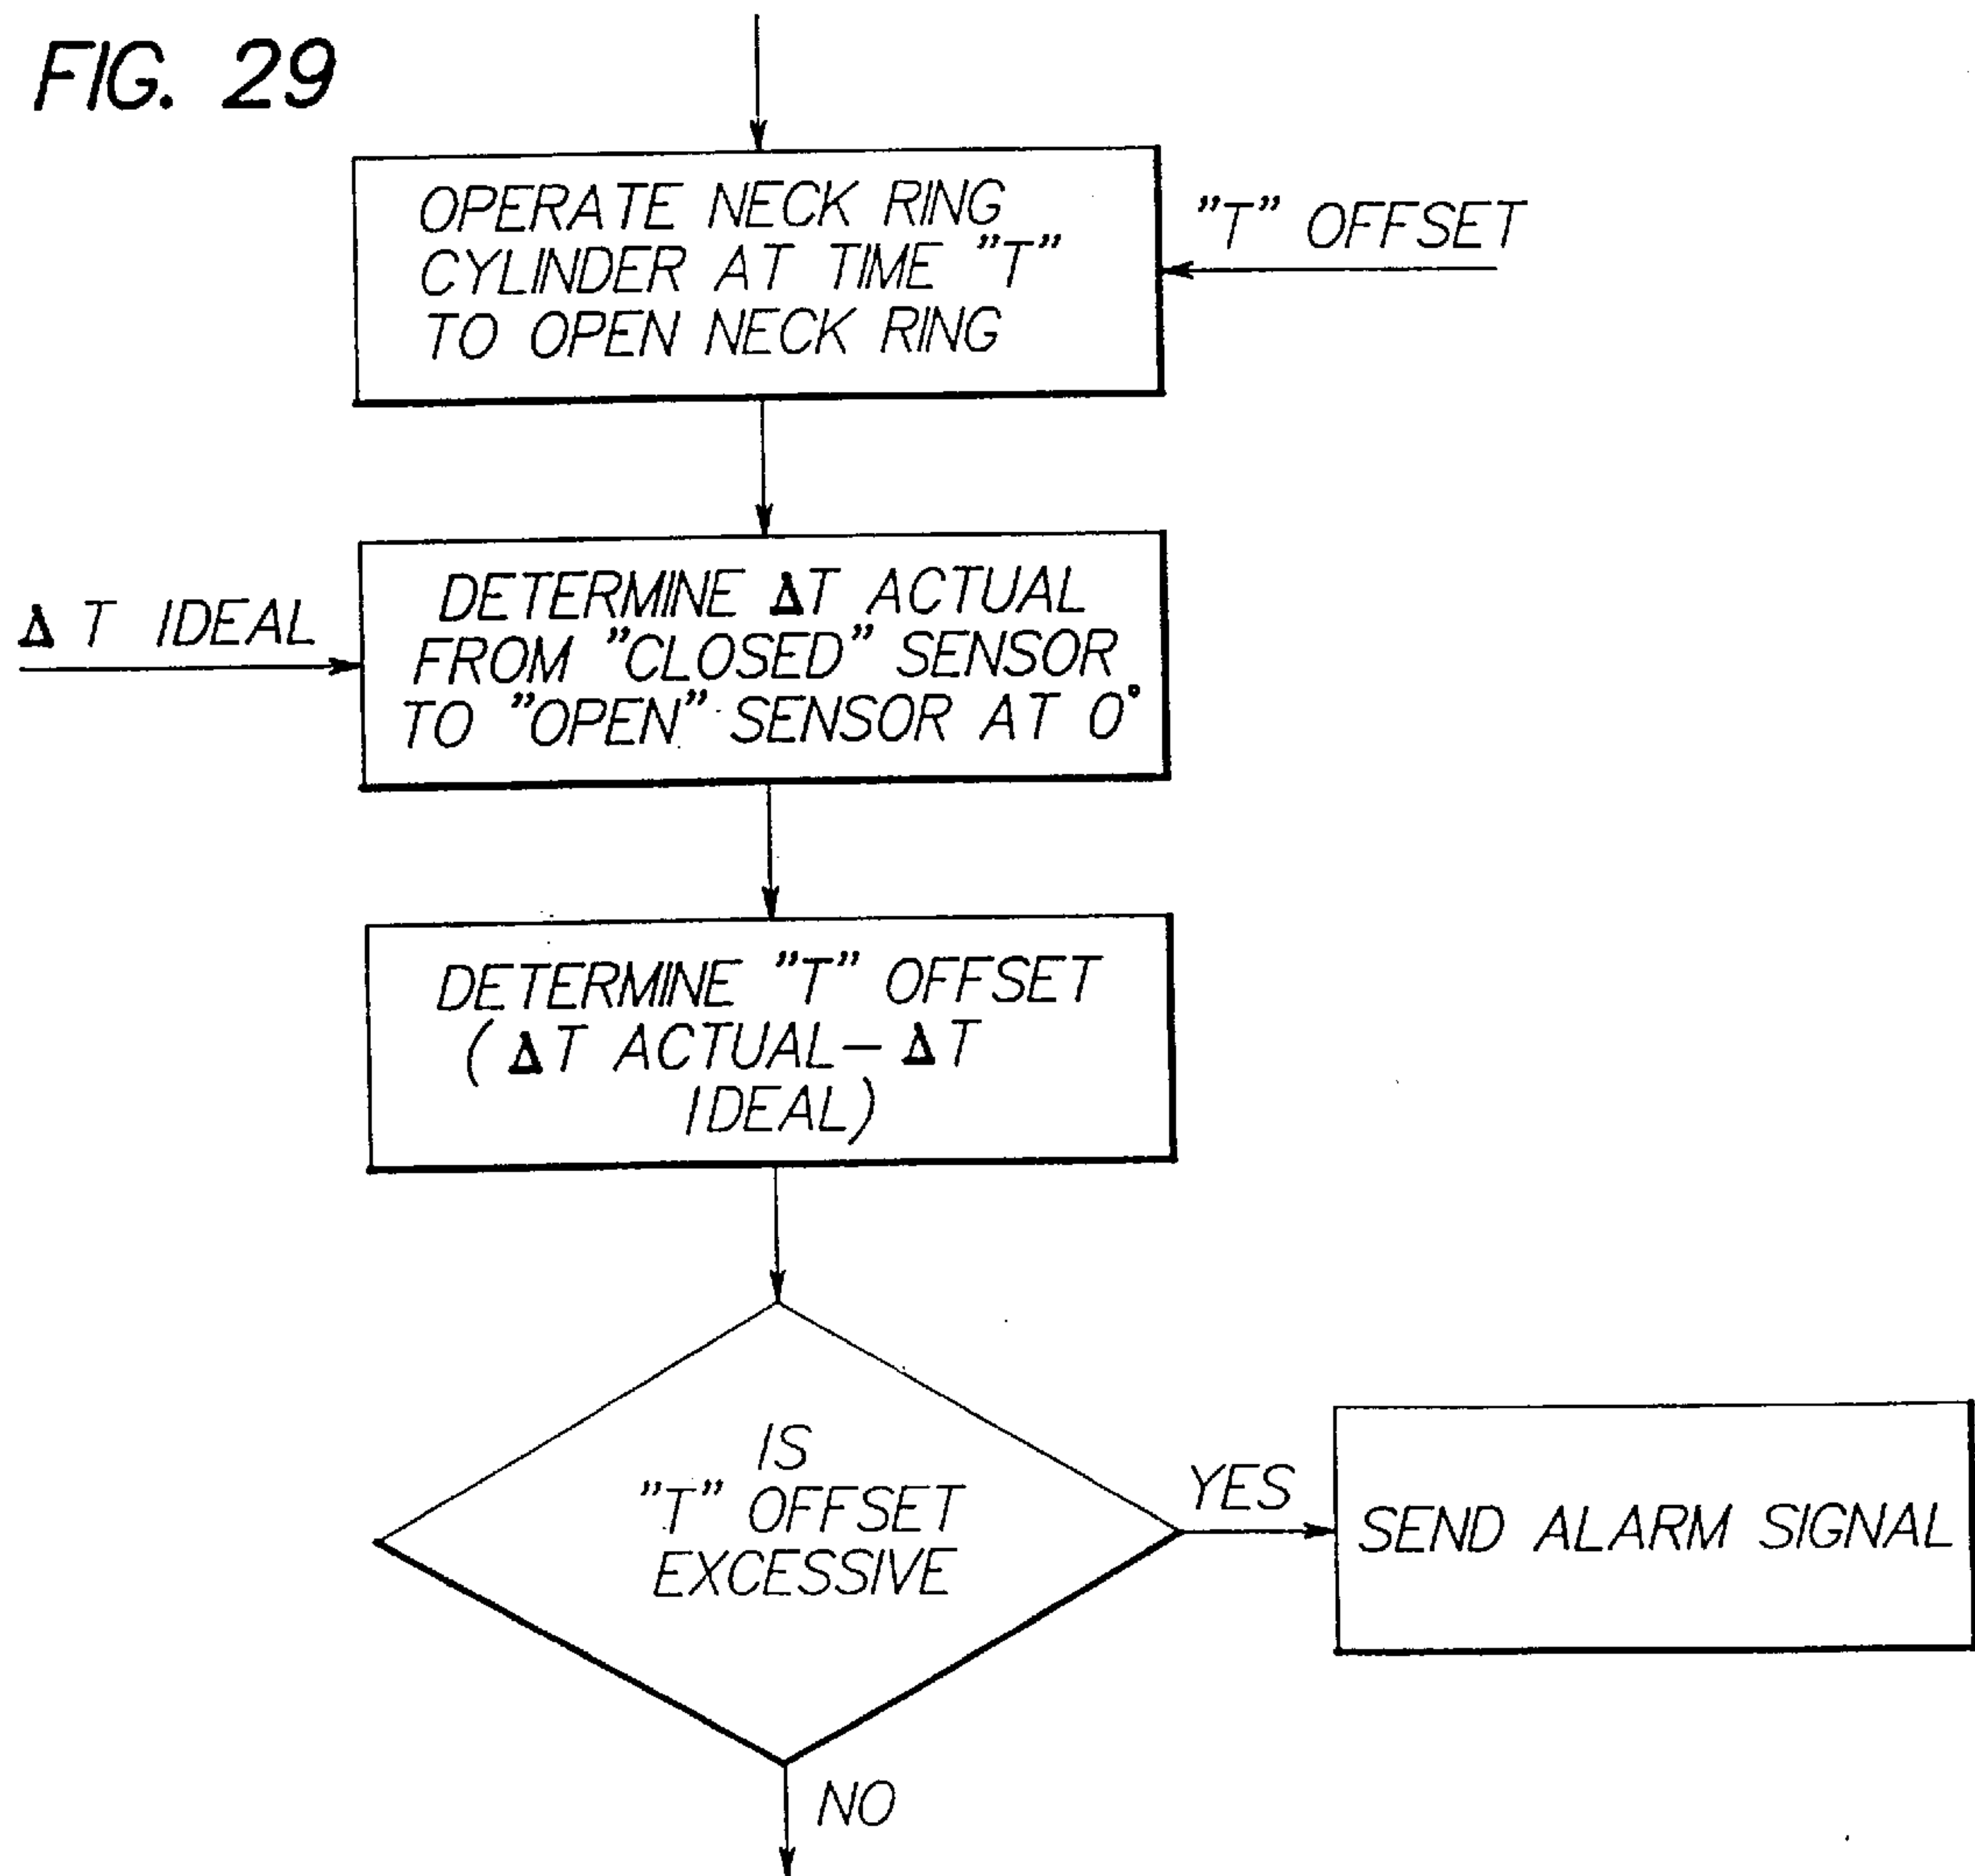 FIG. 29
OPERATE NECK RING
CYLINDER AT TIME "T"
TO OPEN NECK RING
"T" OFFSET
Δ T IDEAL
DETERMINE ΔT ACTUAL
FROM "CLOSED" SENSOR
TO "OPEN" SENSOR AT 0°
DETERMINE "T" OFFSET
(ΔT ACTUAL- ΔT
IDEAL)
IS
"T" OFFSET
EXCESSIVE
YES
SEND ALARM SIGNAL
NO